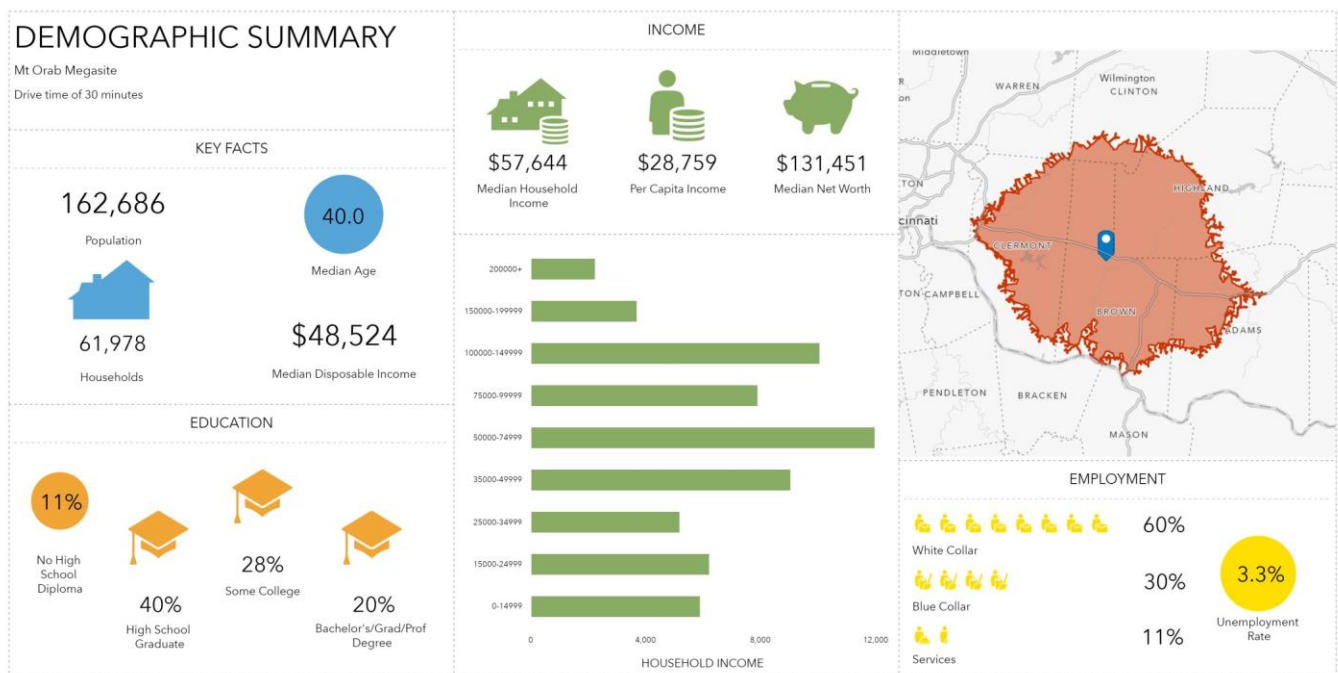 DEMOGRAPHIC SUMMARY
Mt Orab Megasite
Drive time of 30 minutes
KEY FACTS
162,686
Population
40.0
Median Age
61,978
Households
$48,524
Median Disposable Income
EDUCATION
11%
No High
School
Diploma
40%
High School
Graduate
28%
Some College
20%
Bachelor's/Grad/Prof
Degree
INCOME
$57,644
Median Household
Income
$28,759
Per Capita Income
$131,451
Median Net Worth
200000+
150000-199999
100000-149999
75000-99999
50000-74999
35000-49999
25000-34999
15000-24999
0-14999
0 4,000 8,000 12,000
HOUSEHOLD INCOME
Middletown
WARREN
Wilmington
CLINTON
HIGHLAND
TON
cinnati
CLERMONT
TON
CAMPBELL
BROWN
ADAMS
PENDLETON
BRACKEN
MASON
EMPLOYMENT
60%
White Collar
30%
Blue Collar
11%
Services
3.3%
Unemployment
Rate